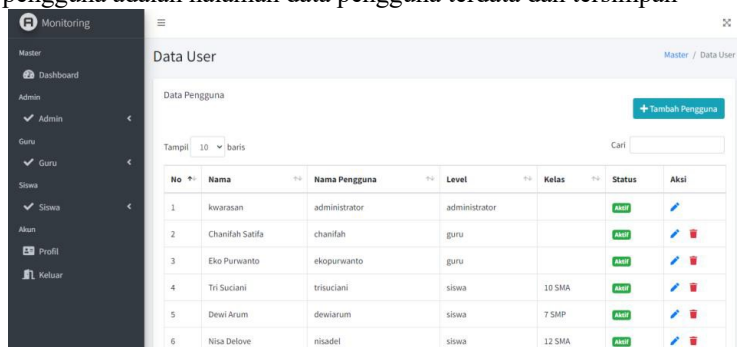 pengguna adalah halaman data pengguna terdata dan tersimpan
Monitoring
Master
Dashboard
Admin
Admin
Guru
Guru
Siswa
Siswa
Akun
Profil
Keluar
Data User
Master / Data User
Data Pengguna
+ Tambah Pengguna
Tampil 10 baris
Cari
No Nama Nama Pengguna Level Kelas Status Aksi
1 kwarasan administrator administrator Aktif
2 Chanifah Satifa chanifah guru Aktif
3 Eko Purwanto ekopurwanto guru Aktif
4 Tri Suciani trisuciani siswa 10 SMA Aktif
5 Dewi Arum dewiarum siswa 7 SMP Aktif
6 Nisa Delove nisadel siswa 12 SMA Aktif